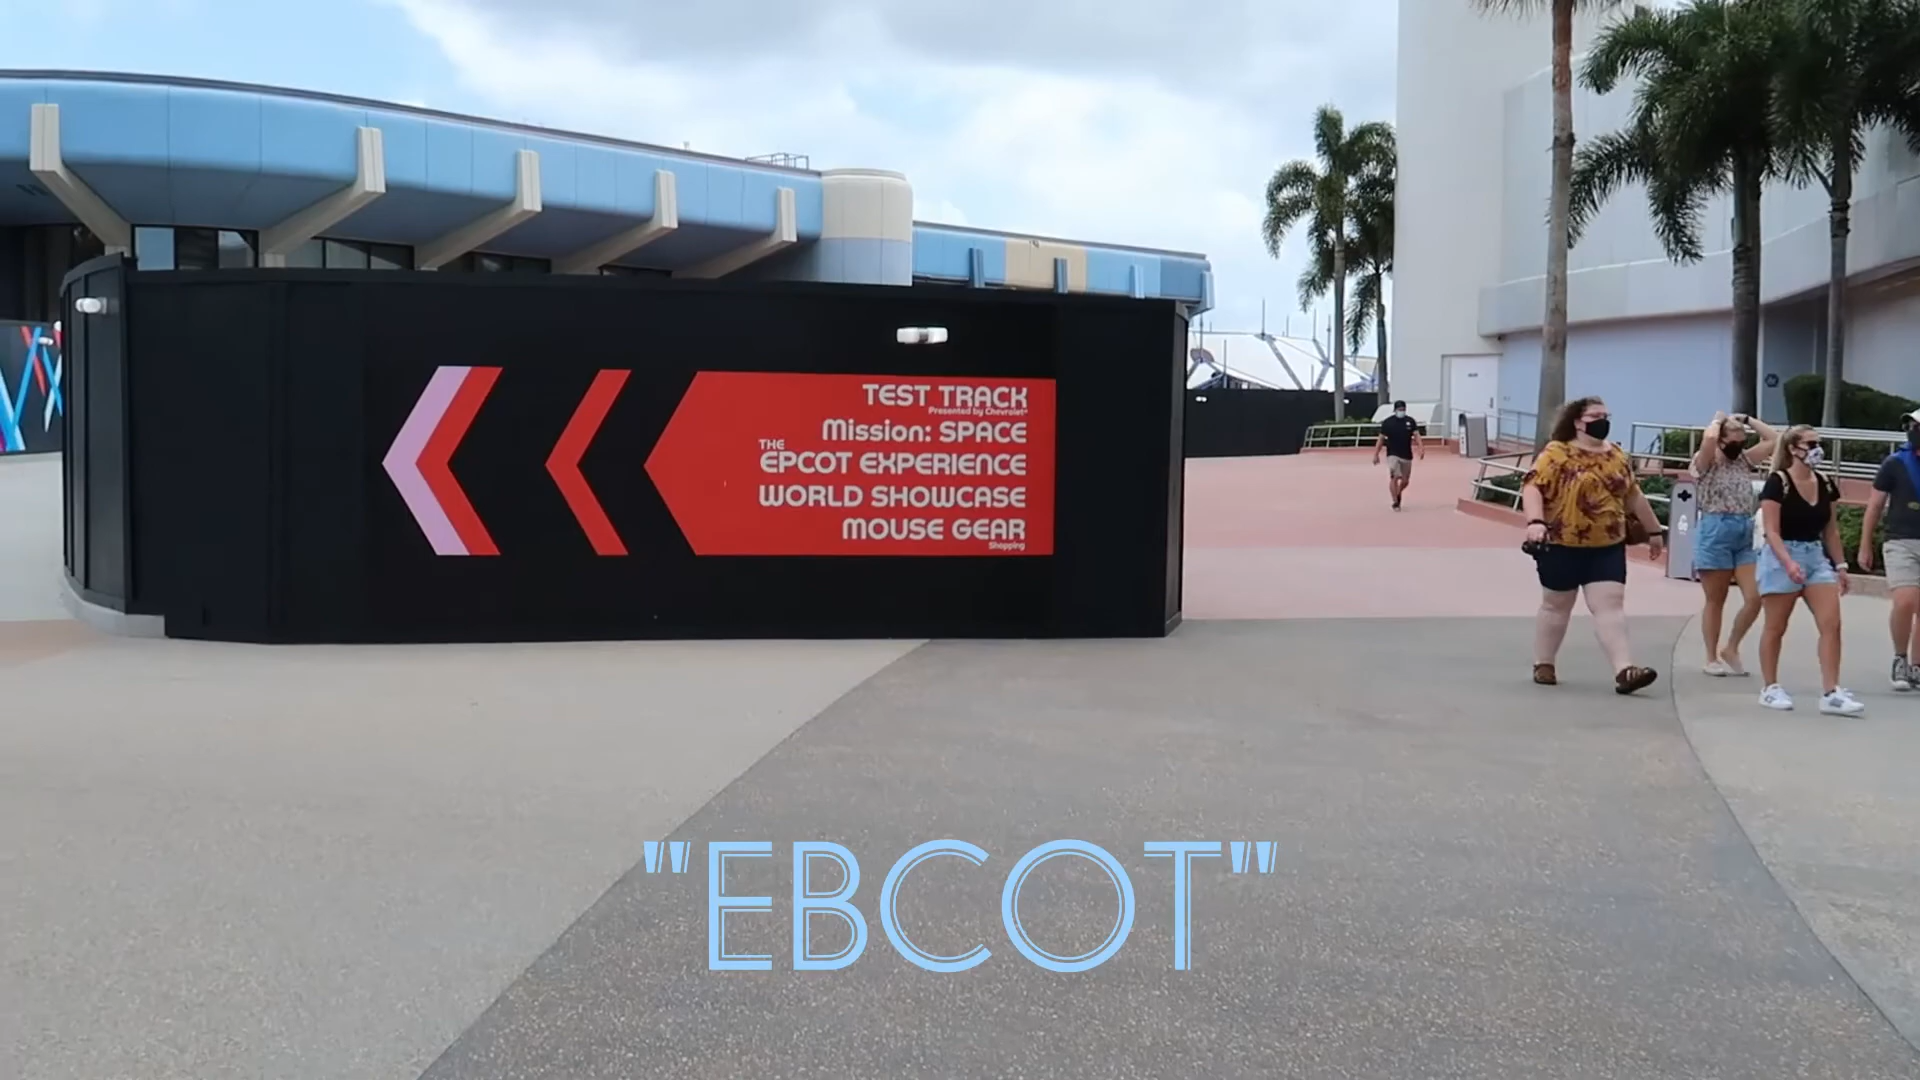 TEST TRACK
Presented by Chevrolet®
Mission: SPACE
THE
EPCOT EXPERIENCE
WORLD SHOWCASE
MOUSE GEAR
Shopping
"EBCOT"